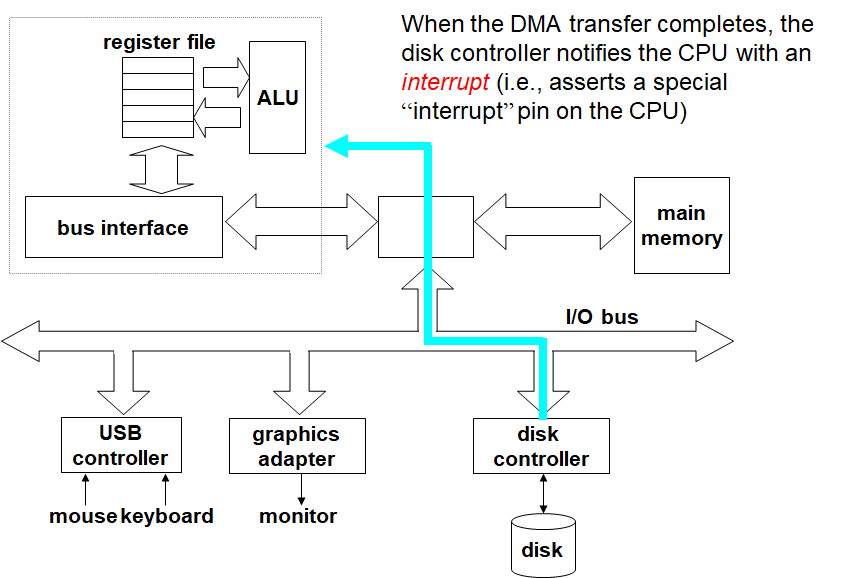 When the DMA transfer completes, the
disk controller notifies the CPU with an
interrupt (i.e., asserts a special
“interrupt” pin on the CPU)
register file
ALU
bus interface
main
memory
I/O bus
USB
controller
graphics
adapter
disk
controller
mouse keyboard
monitor
disk